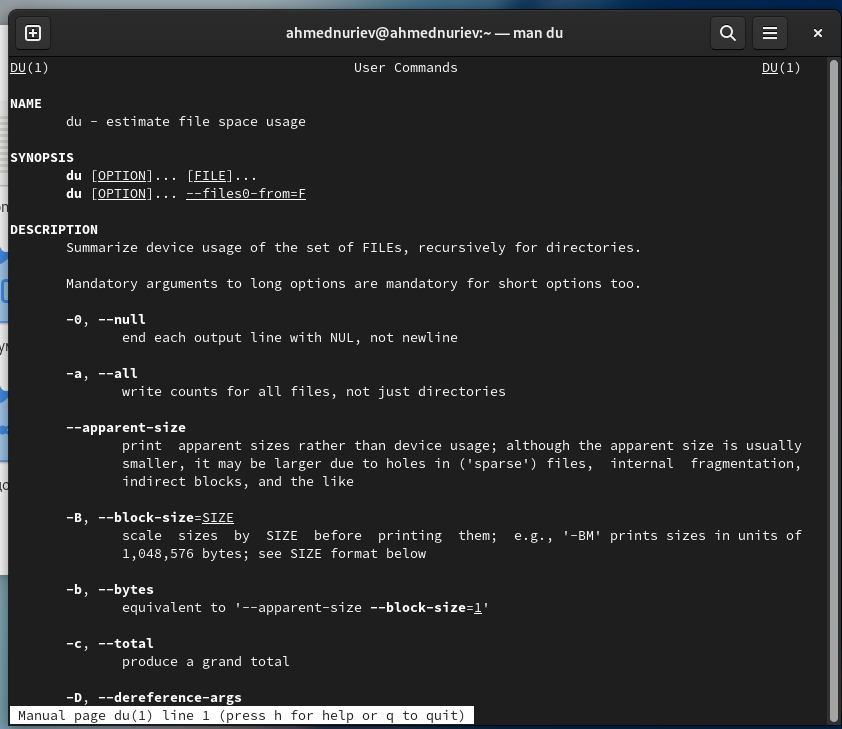 ahmednuriev@ahmednuriev:~ — man du
DU(1) User Commands DU(1)
NAME
du - estimate file space usage
SYNOPSIS
du [OPTION]... [FILE]...
du [OPTION]... --files0-from=F
DESCRIPTION
Summarize device usage of the set of FILEs, recursively for directories.
Mandatory arguments to long options are mandatory for short options too.
-0, --null
end each output line with NUL, not newline
-a, --all
write counts for all files, not just directories
--apparent-size
print apparent sizes rather than device usage; although the apparent size is usually
smaller, it may be larger due to holes in ('sparse') files, internal fragmentation,
indirect blocks, and the like
-B, --block-size=SIZE
scale sizes by SIZE before printing them; e.g., '-BM' prints sizes in units of
1,048,576 bytes; see SIZE format below
-b, --bytes
equivalent to '--apparent-size --block-size=1'
-c, --total
produce a grand total
-D, --dereference-args
Manual page du(1) line 1 (press h for help or q to quit)